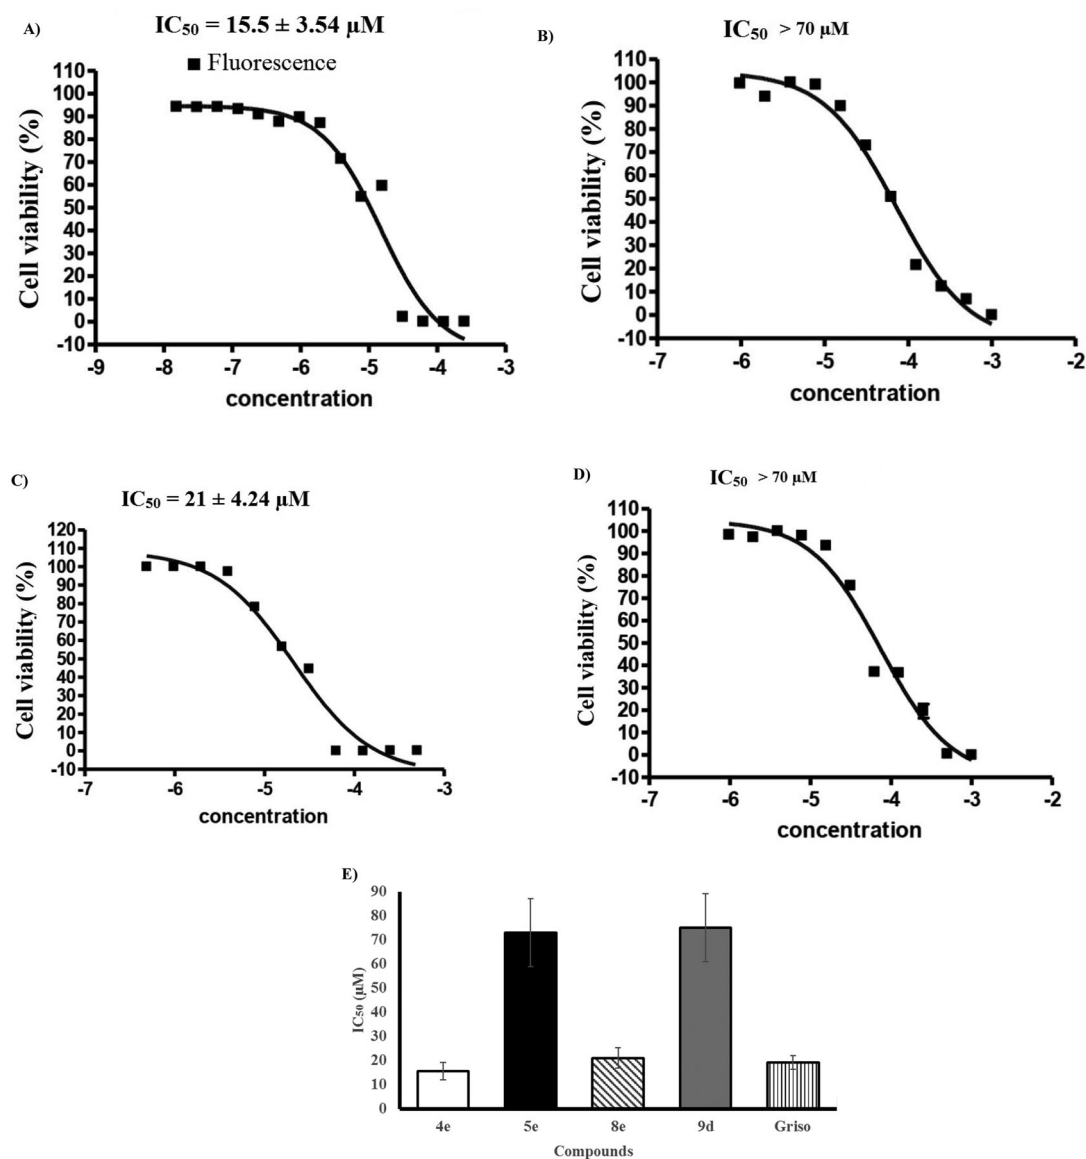 A)
IC50 = 15.5 ± 3.54 µM
Fluorescence
110
100
90
80
70
60
50
40
30
20
10
0
-10
Cell viability (%)
-9 -8 -7 -6 -5 -4 -3
concentration
B)
IC50 > 70 µM
110
100
90
80
70
60
50
40
30
20
10
0
-10
Cell viability (%)
-7 -6 -5 -4 -3 -2
concentration
C)
IC50 = 21 ± 4.24 µM
120
110
100
90
80
70
60
50
40
30
20
10
0
-10
Cell viability (%)
-7 -6 -5 -4 -3
concentration
D)
IC50 > 70 µM
110
100
90
80
70
60
50
40
30
20
10
0
-10
Cell viability (%)
-7 -6 -5 -4 -3 -2
concentration
E)
90
80
70
60
50
40
30
20
10
0
IC50 (µM)
4e 5e 8e 9d Griso
Compounds